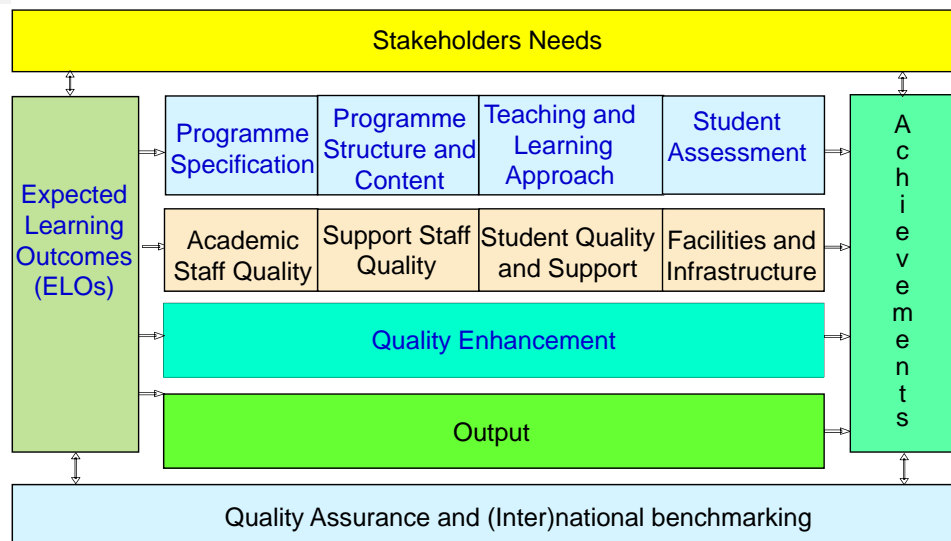 Stakeholders Needs
Expected
Learning
Outcomes
(ELOs)
Programme
Specification
Programme
Structure and
Content
Teaching and
Learning
Approach
Student
Assessment
Academic
Staff Quality
Support Staff
Quality
Student Quality
and Support
Facilities and
Infrastructure
Quality Enhancement
Output
A
c
h
i
e
v
e
m
e
n
t
s
Quality Assurance and (Inter)national benchmarking